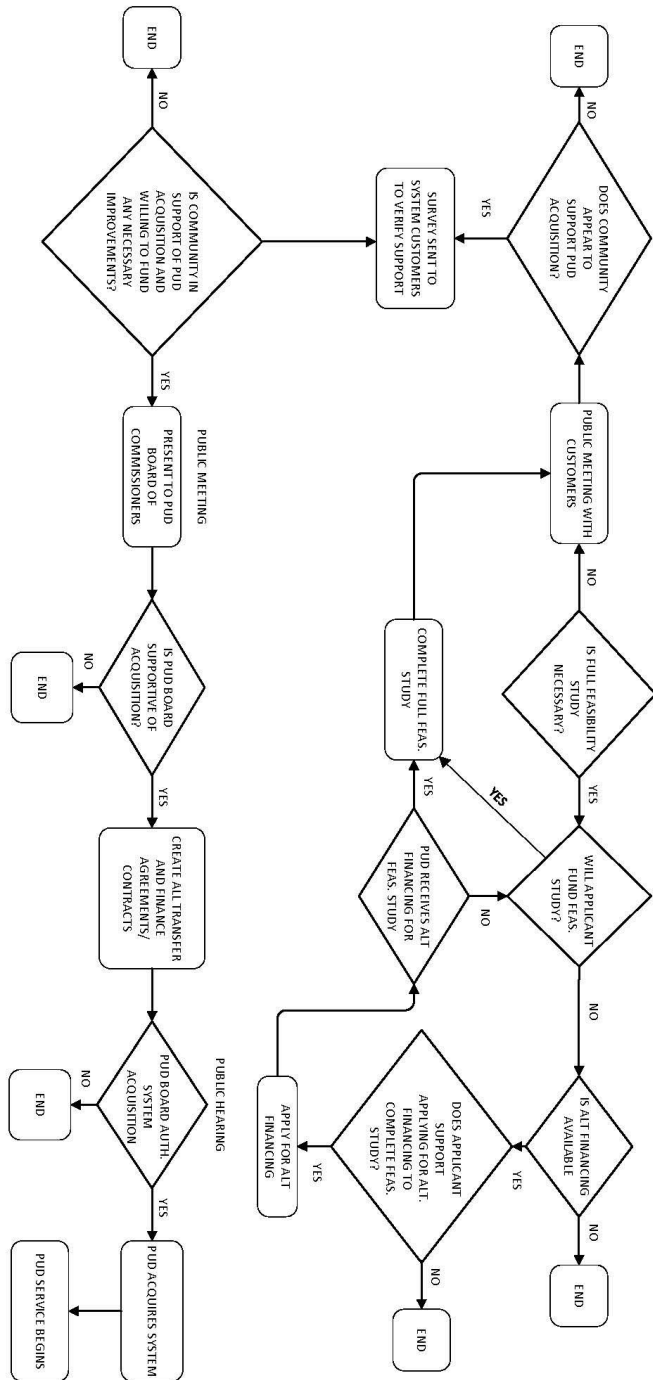 IS FULL FEASIBILITY
STUDY
NECESSARY?
NO
YES
WILL APPLICANT
FUND FEAS.
STUDY?
YES
NO
IS ALT FINANCING
AVAILABLE
NO
END
YES
DOES APPLICANT
SUPPORT
APPLYING FOR ALT.
FINANCING TO
COMPLETE FEAS.
STUDY?
NO
END
YES
APPLY FOR ALT
FINANCING
PUD RECEIVES ALT
FINANCING FOR
FEAS. STUDY
NO
YES
COMPLETE FULL FEAS.
STUDY
PUBLIC MEETING WITH
CUSTOMERS
DOES COMMUNITY
APPEAR TO
SUPPORT PUD
ACQUISITION?
NO
END
YES
SURVEY SENT TO
SYSTEM CUSTOMERS
TO VERIFY SUPPORT
IS COMMUNITY IN
SUPPORT OF PUD
ACQUISITION AND
WILLING TO FUND
ANY NECESSARY
IMPROVEMENTS?
NO
END
YES
PUBLIC MEETING
PRESENT TO PUD
BOARD OF
COMMISSIONERS
IS PUD BOARD
SUPPORTIVE OF
ACQUISITION?
NO
END
YES
CREATE ALL TRANSFER
AND FINANCE
AGREEMENTS/
CONTRACTS
PUBLIC HEARING
PUD BOARD AUTH.
SYSTEM
ACQUISITION
NO
END
YES
PUD ACQUIRES SYSTEM
PUD SERVICE BEGINS